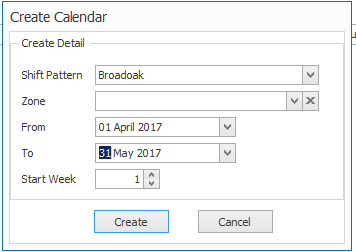 Create Calendar
Create Detail
Shift Pattern Broadoak
Zone
From 01 April 2017
To 31 May 2017
Start Week 1
Create Cancel